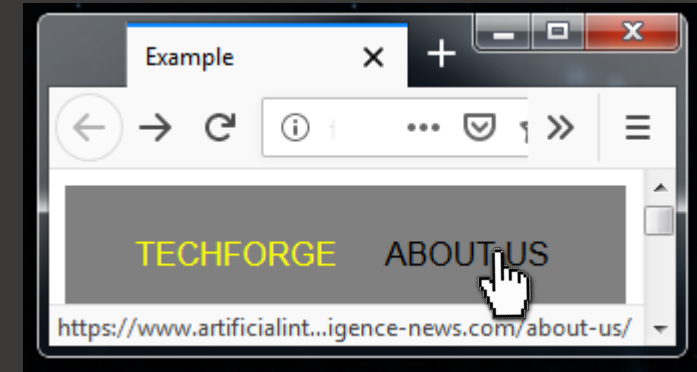 Example
TECHFORGE ABOUT US
https://www.artificialint...igence-news.com/about-us/